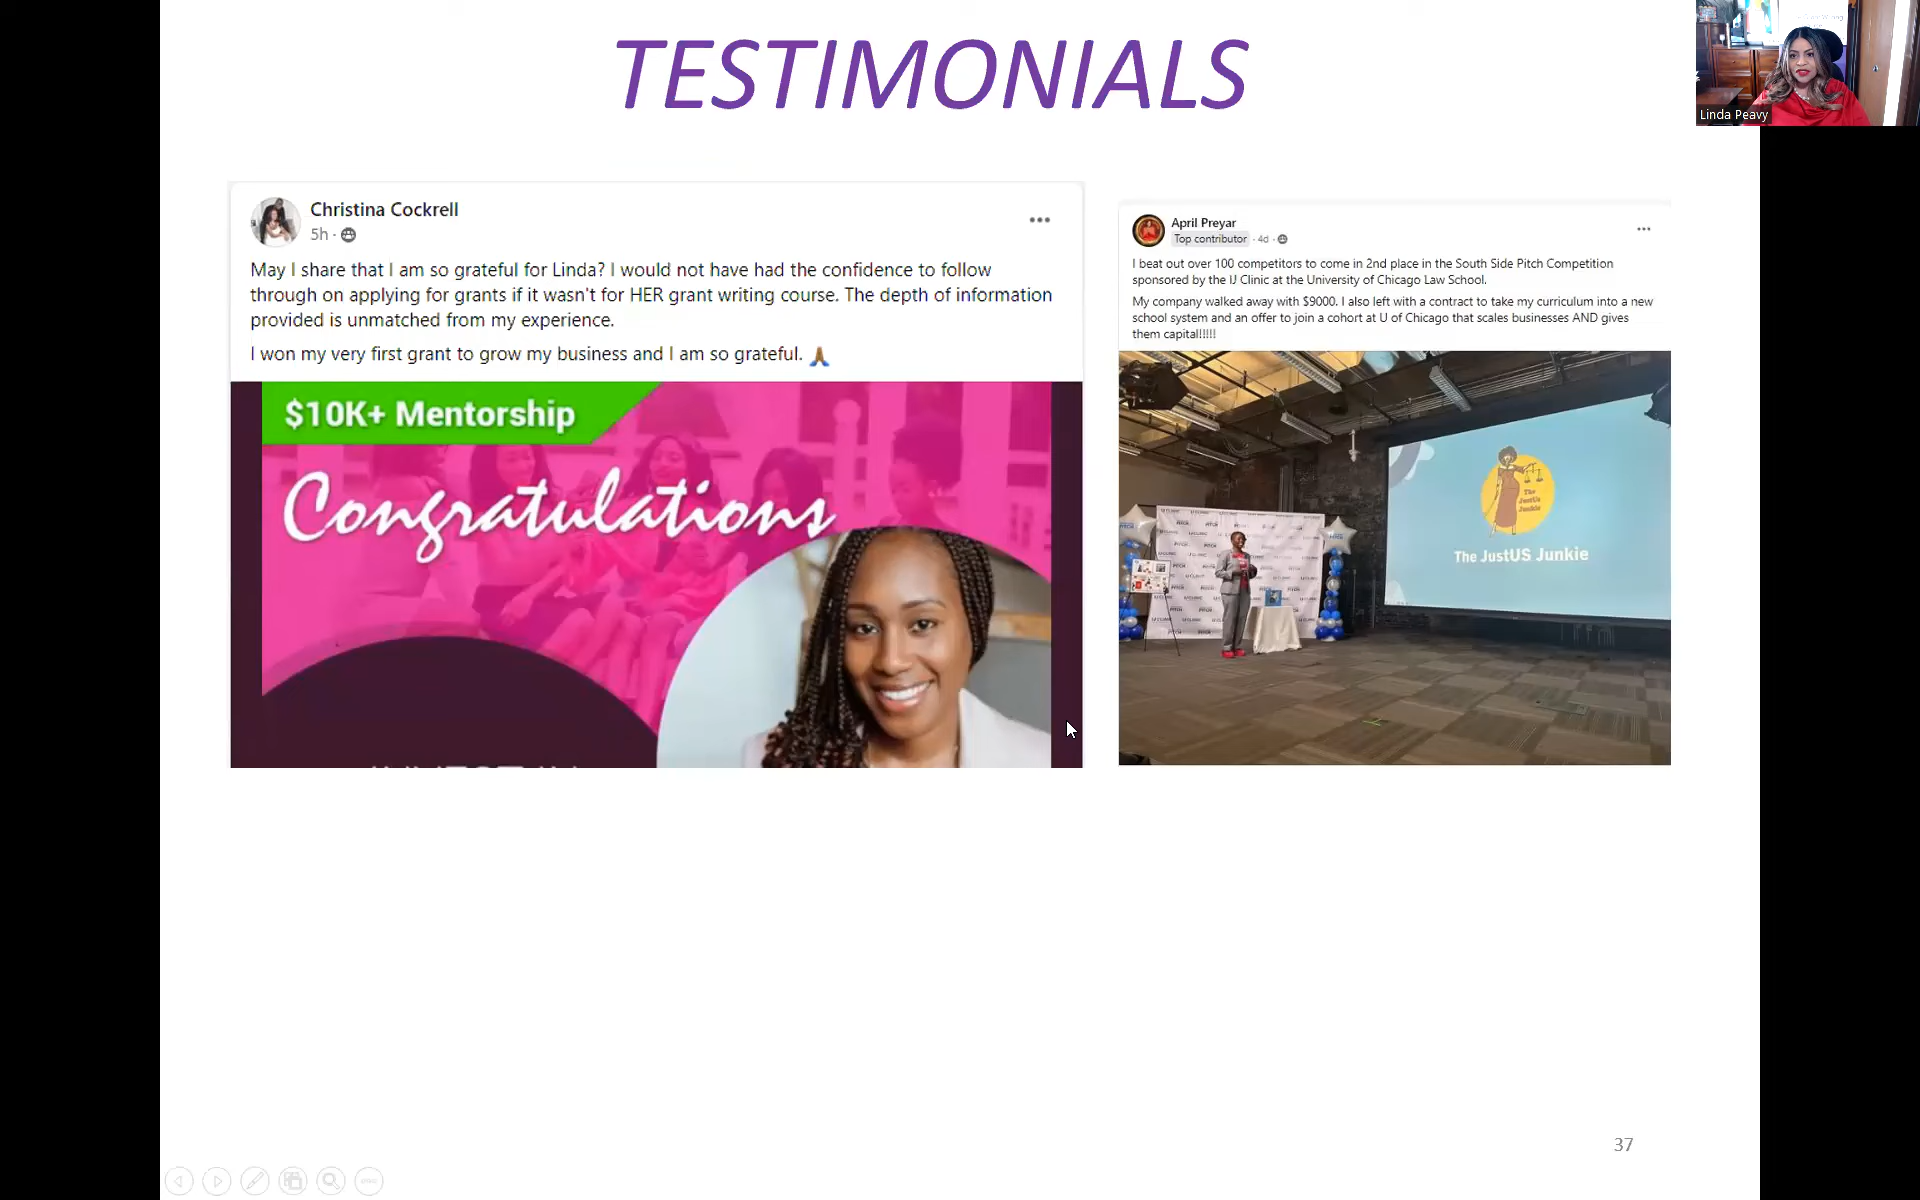 TESTIMONIALS
Linda Peavy
Christina Cockrell
5h ·
May I share that I am so grateful for Linda? I would not have had the confidence to follow
through on applying for grants if it wasn't for HER grant writing course. The depth of information
provided is unmatched from my experience.
I won my very first grant to grow my business and I am so grateful. 🙏🏾
$10K+ Mentorship
Congratulations
April Preyar
Top contributor · 4d ·
I beat out over 100 competitors to come in 2nd place in the South Side Pitch Competition
sponsored by the IJ Clinic at the University of Chicago Law School.
My company walked away with $9000. I also left with a contract to take my curriculum into a new
school system and an offer to join a cohort at U of Chicago that scales businesses AND gives
them capital!!!!!
The
JustUs
Junkie
The JustUS Junkie
37